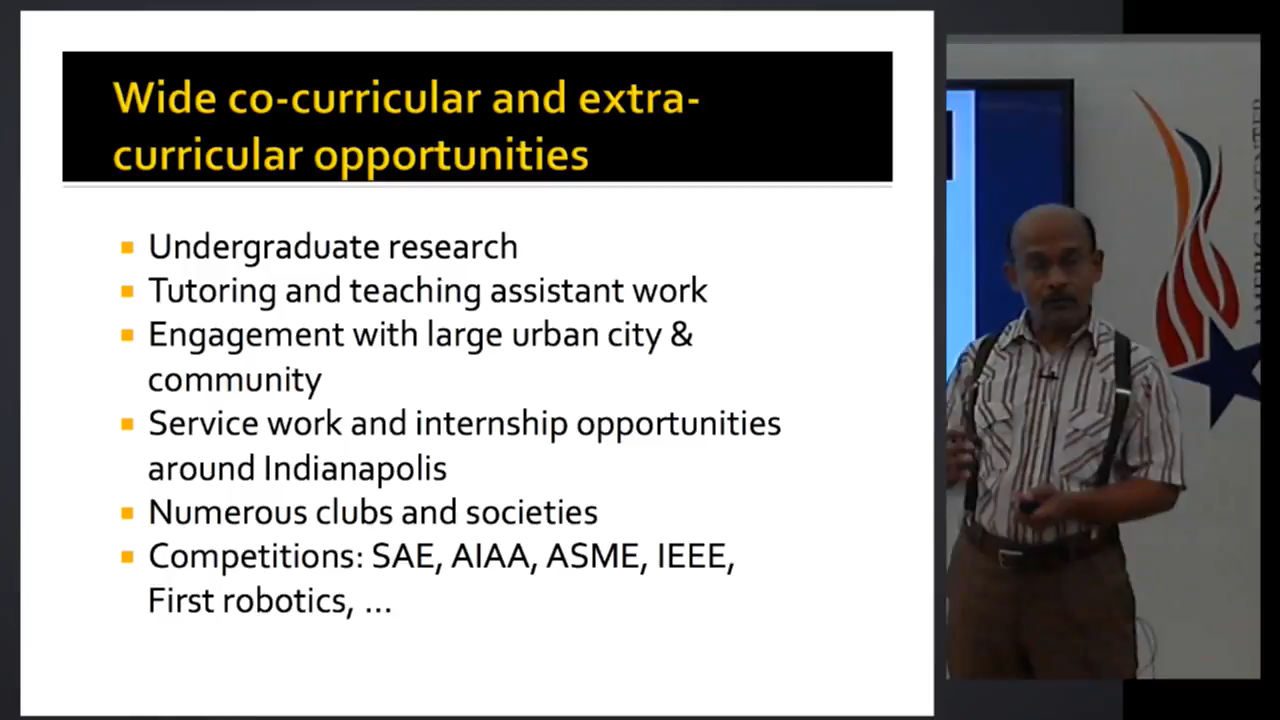 Wide co-curricular and extra-
curricular opportunities
Undergraduate research
Tutoring and teaching assistant work
Engagement with large urban city &
community
Service work and internship opportunities
around Indianapolis
Numerous clubs and societies
Competitions: SAE, AIAA, ASME, IEEE,
First robotics, ...
AMERICAN CENTER